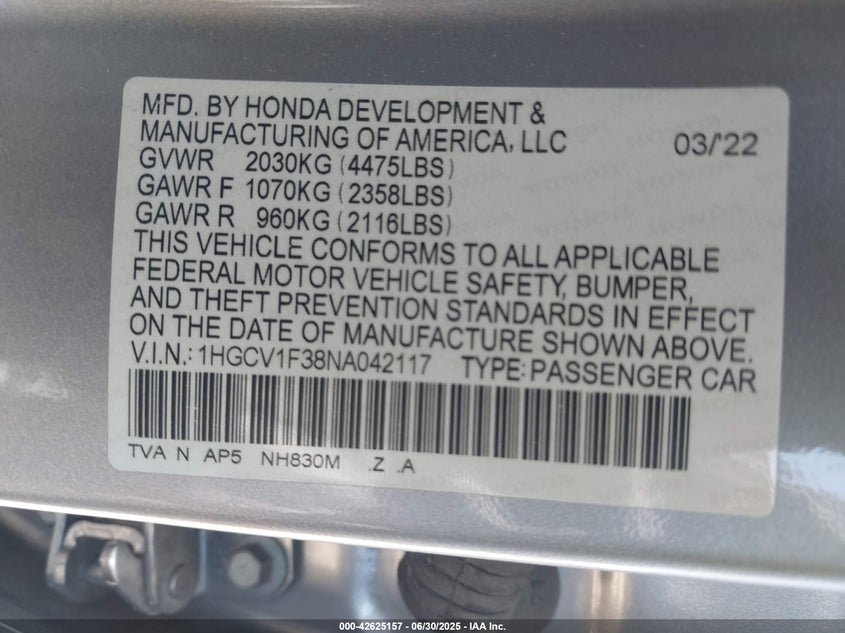 MFD. BY HONDA DEVELOPMENT &
MANUFACTURING OF AMERICA, LLC 03/'22
GVWR 2030KG (4475LBS)
GAWR F 1070KG (2358LBS)
GAWR R 960KG (2116LBS)
THIS VEHICLE CONFORMS TO ALL APPLICABLE
FEDERAL MOTOR VEHICLE SAFETY, BUMPER,
AND THEFT PREVENTION STANDARDS IN EFFECT
ON THE DATE OF MANUFACTURE SHOWN ABOVE.
V.I.N.: 1HGCV1F38NA042117 TYPE: PASSENGER CAR
TVA N AP5 NH830M .Z .A
000-42625157 - 06/30/2025 - IAA Inc.